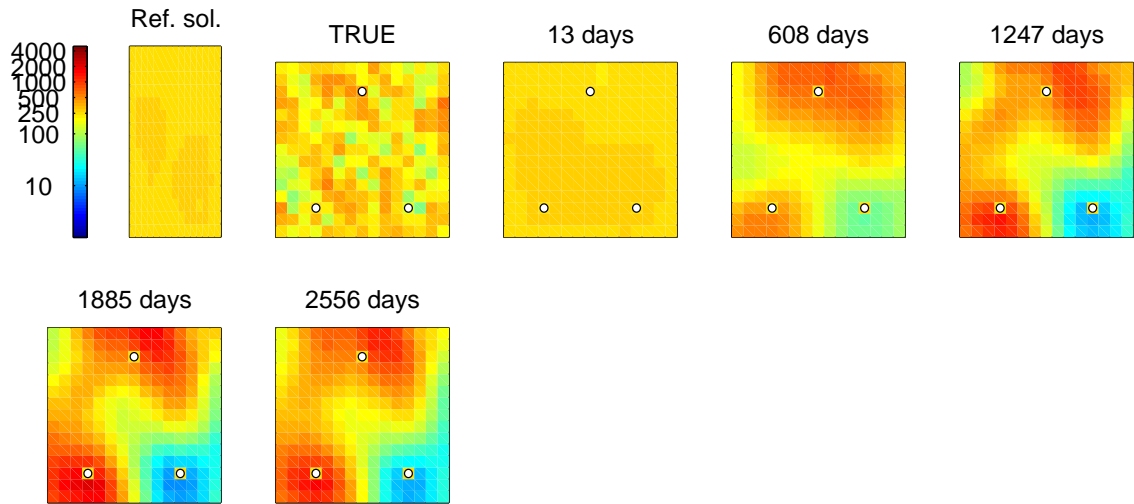 Ref. sol.
TRUE
13 days
608 days
1247 days
4000
2000
1000
500
250
100
10
1885 days
2556 days